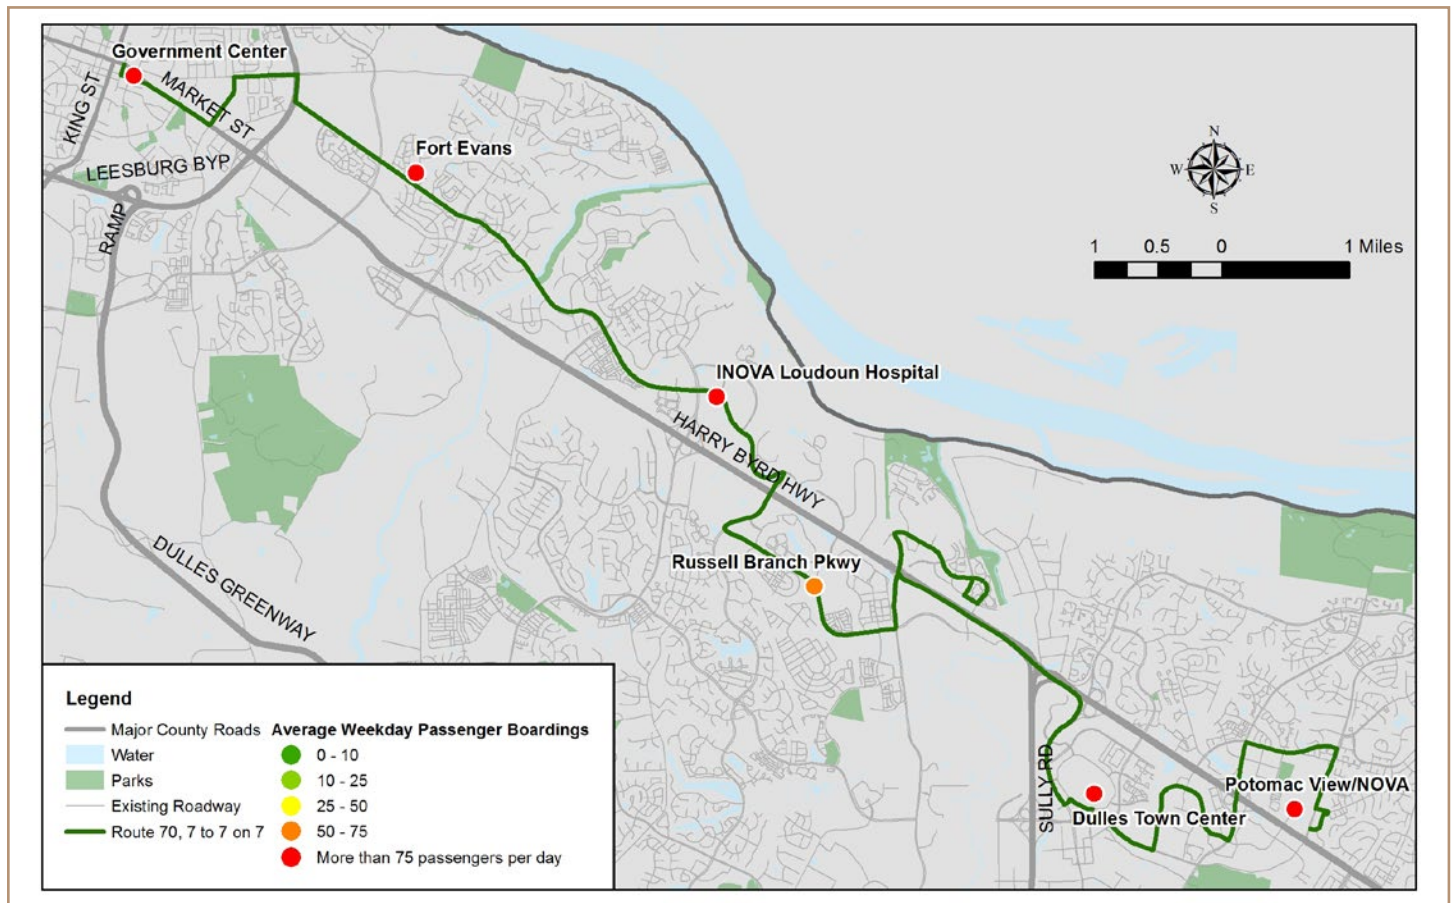 Government Center
KING ST
MARKET ST
Fort Evans
LEESBURG BYP
RAMP
N
W E
S
1 0.5 0 1 Miles
INOVA Loudoun Hospital
HARRY BYRD HWY
Russell Branch Pkwy
DULLES GREENWAY
SULLY RD
Potomac View/NOVA
Dulles Town Center
Legend
Major County Roads
Water
Parks
Existing Roadway
Route 70, 7 to 7 on 7
Average Weekday Passenger Boardings
0 - 10
10 - 25
25 - 50
50 - 75
More than 75 passengers per day